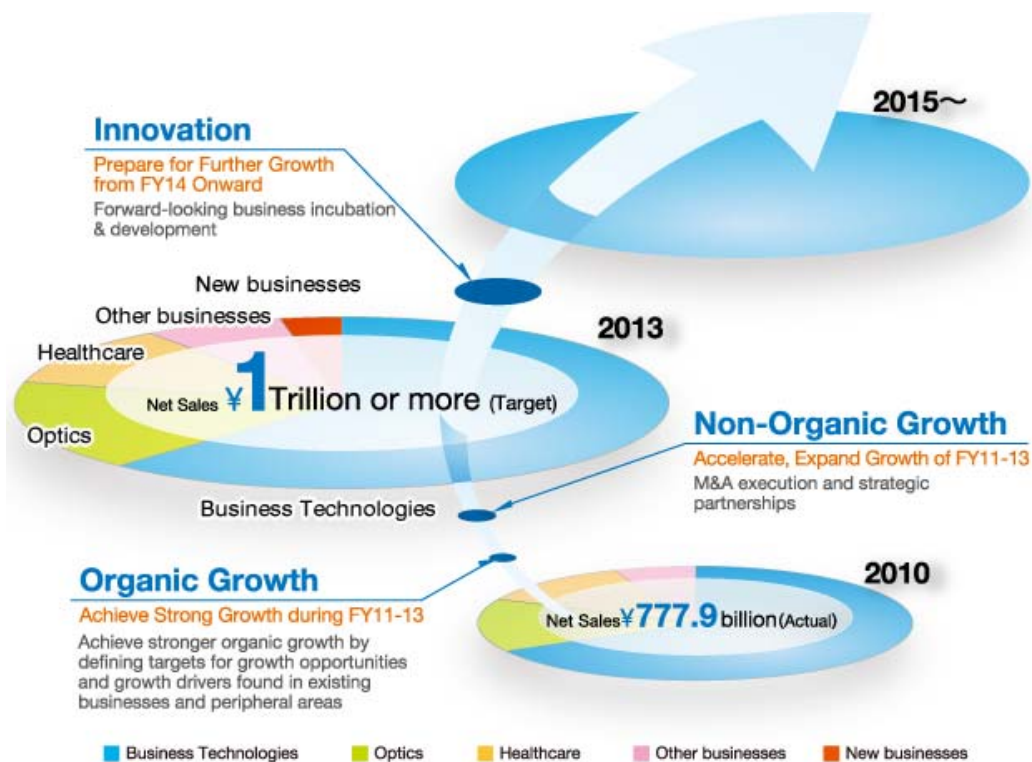 2015～
Innovation
Prepare for Further Growth
from FY14 Onward
Forward-looking business incubation
& development
New businesses
Other businesses
Healthcare
Optics
Business Technologies
2013
Net Sales ¥1 Trillion or more (Target)
Non-Organic Growth
Accelerate, Expand Growth of FY11-13
M&A execution and strategic
partnerships
Organic Growth
Achieve Strong Growth during FY11-13
Achieve stronger organic growth by
defining targets for growth opportunities
and growth drivers found in existing
businesses and peripheral areas
2010
Net Sales ¥777.9 billion (Actual)
Business Technologies
Optics
Healthcare
Other businesses
New businesses